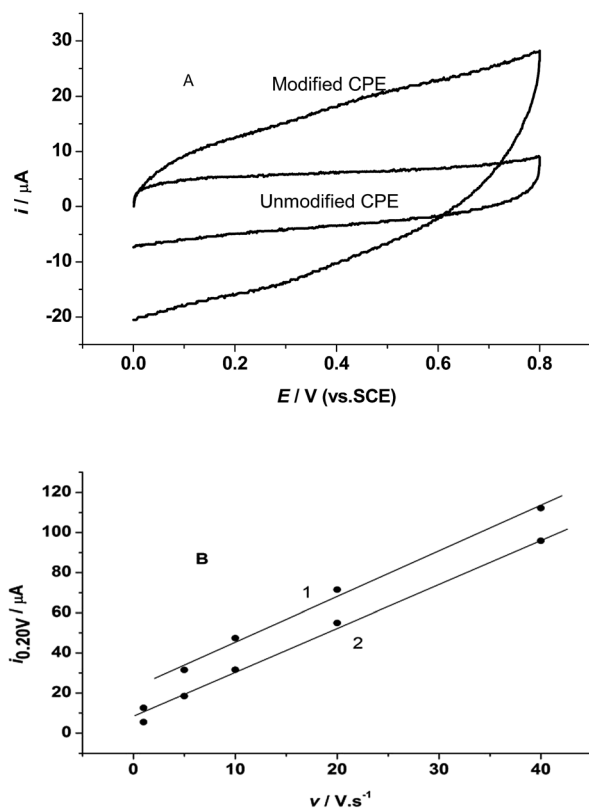 i / µA
30
20
10
0
-10
-20
A
Modified CPE
Unmodified CPE
0.0 0.2 0.4 0.6 0.8
E / V (vs.SCE)
i0.20V / µA
120
100
80
60
40
20
0
B
1
2
0 10 20 30 40
v / V.s-1